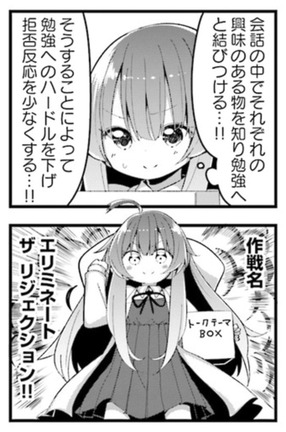 会話の中でそれぞれの
興味のある物を知り勉強へ
と結びつける…!!
そうすることによって
勉強へのハードルを下げ
拒否反応を少なくする…!!
作戦名
エリミネート
ザ リジェクション!!
トークテーマ
BOX